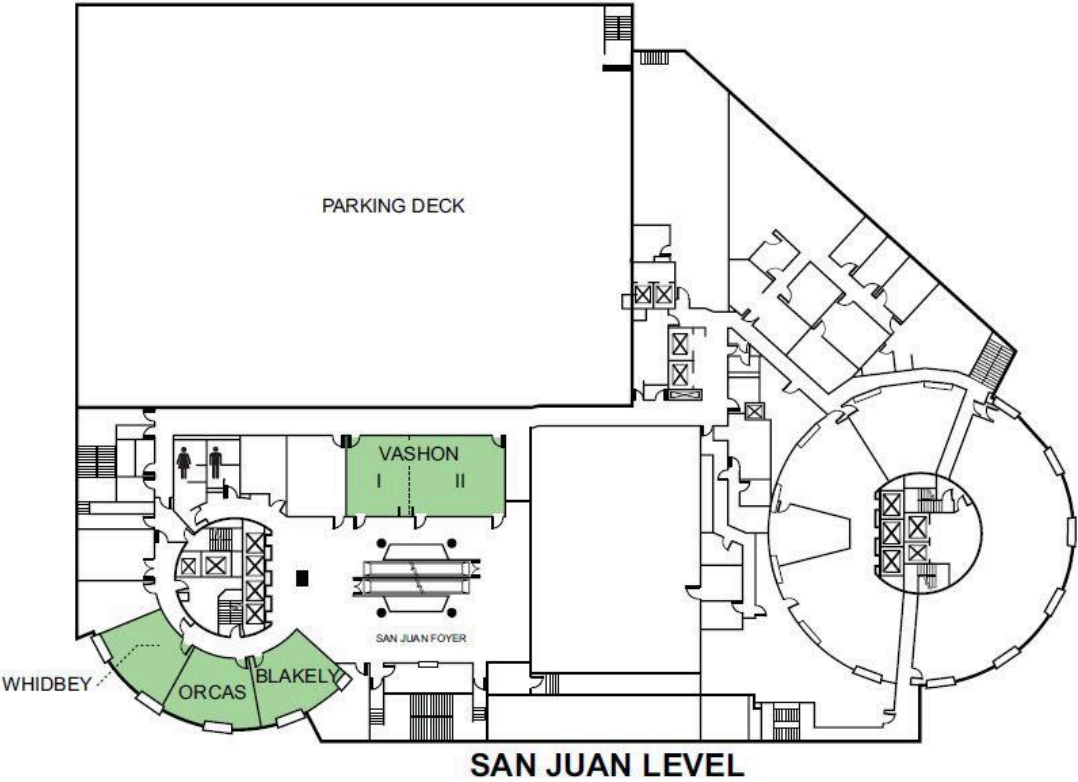 PARKING DECK
VASHON
I II
SAN JUAN FOYER
WHIDBEY
ORCAS
BLAKELY
SAN JUAN LEVEL